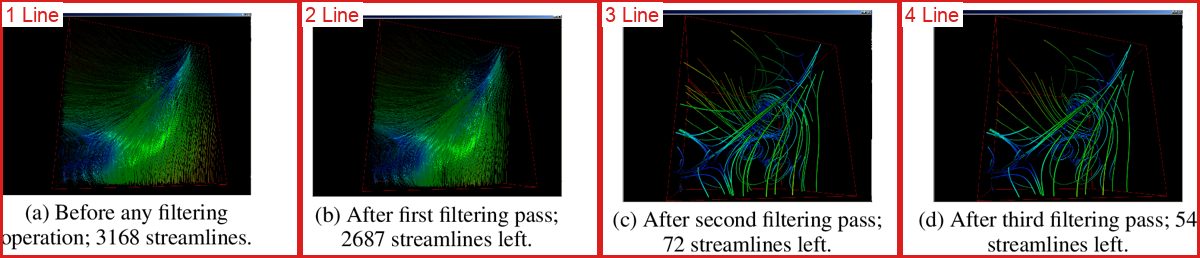 1 Line
2 Line
3 Line
4 Line
(a) Before any filtering
operation; 3168 streamlines.
(b) After first filtering pass;
2687 streamlines left.
(c) After second filtering pass;
72 streamlines left.
(d) After third filtering pass; 54
streamlines left.